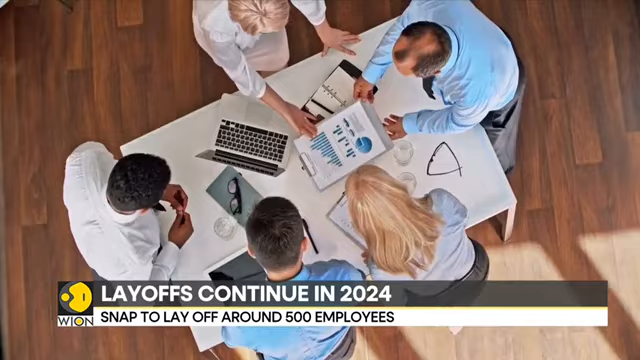 LAYOFFS CONTINUE IN 2024
WION
SNAP TO LAY OFF AROUND 500 EMPLOYEES